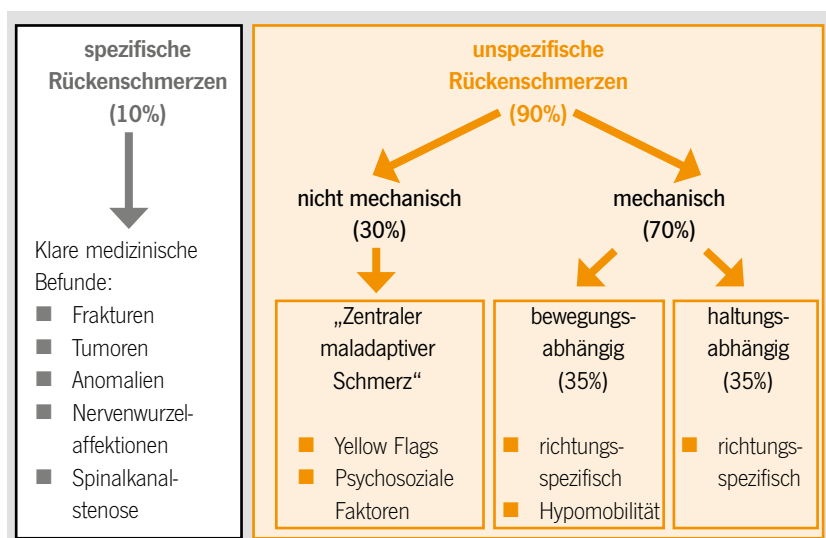 spezifische
Rückenschmerzen
(10%)
Klare medizinische
Befunde:
Frakturen
Tumoren
Anomalien
Nervenwurzel-
affektionen
Spinalkanal-
stenose
unspezifische
Rückenschmerzen
(90%)
nicht mechanisch
(30%)
mechanisch
(70%)
„Zentraler
maladaptiver
Schmerz“
Yellow Flags
Psychosoziale
Faktoren
bewegungs-
abhängig
(35%)
richtungs-
spezifisch
Hypomobilität
haltungs-
abhängig
(35%)
richtungs-
spezifisch